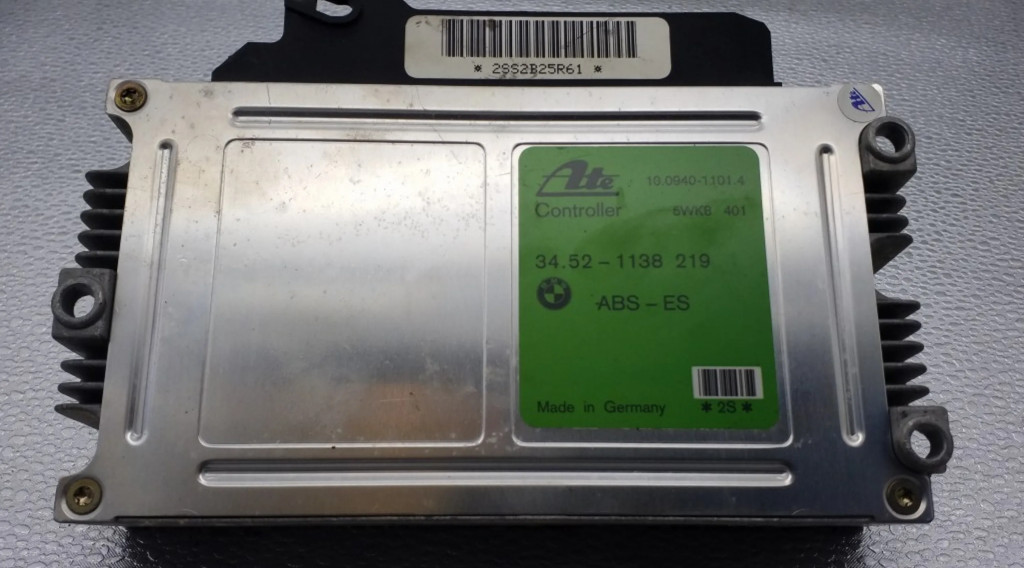 * 2SS2B25R61 *
Ate
10.0940-1101.4
Controller
5WK8 401
34.52-1138 219
BMW
ABS-ES
Made in Germany
* 2S *